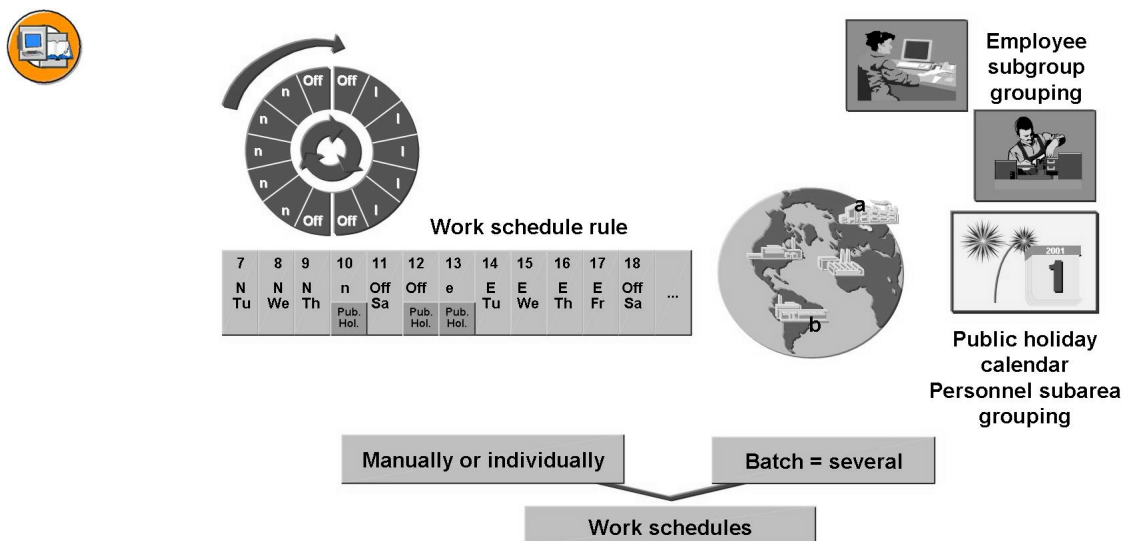 Off Off
n l
n
n l
n
n l
Off Off
Work schedule rule
7 8 9 10 11 12 13 14 15 16 17 18
N N N n Off Off e E E E E Off ...
Tu We Th Sa Tu We Th Fr Sa
Pub. Pub. Pub.
Hol. Hol. Hol.
a
b
Employee
subgroup
grouping
2001
1
Public holiday
calendar
Personnel subarea
grouping
Manually or individually
Batch = several
Work schedules